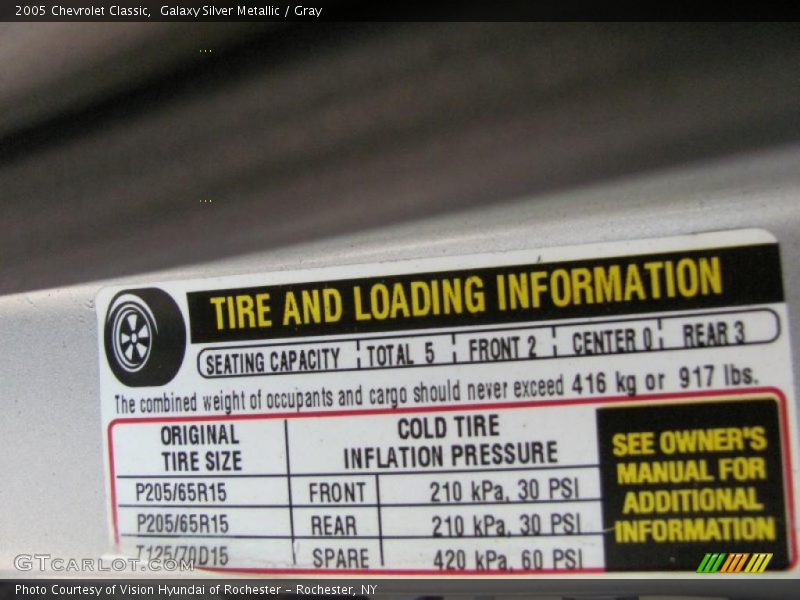 2005 Chevrolet Classic,  Galaxy Silver Metallic / Gray
TIRE AND LOADING INFORMATION
SEATING CAPACITY TOTAL 5 FRONT 2 CENTER 0 REAR 3
The combined weight of occupants and cargo should never exceed 416 kg or 917 lbs.
ORIGINAL TIRE SIZE
COLD TIRE INFLATION PRESSURE
P205/65R15 FRONT 210 kPa, 30 PSI
P205/65R15 REAR 210 kPa, 30 PSI
T125/70D15 SPARE 420 kPa, 60 PSI
SEE OWNER'S
MANUAL FOR
ADDITIONAL
INFORMATION
GTCarLot.com
Photo Courtesy of Vision Hyundai of Rochester – Rochester, NY